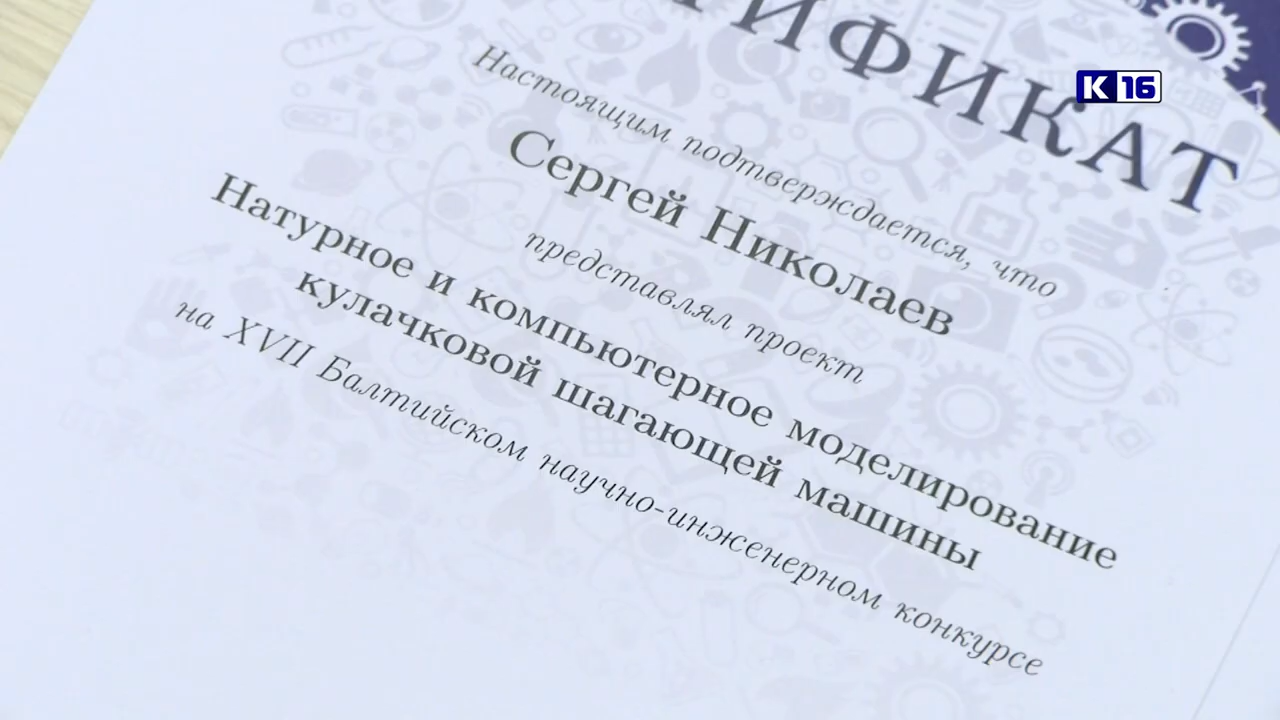 ТИФИКАТ
К 16
Настоящим подтверждается, что
Сергей Николаев
представлял проект
Натурное и компьютерное моделирование
кулачковой шагающей машины
на XVII Балтийском научно-инженерном конкурсе